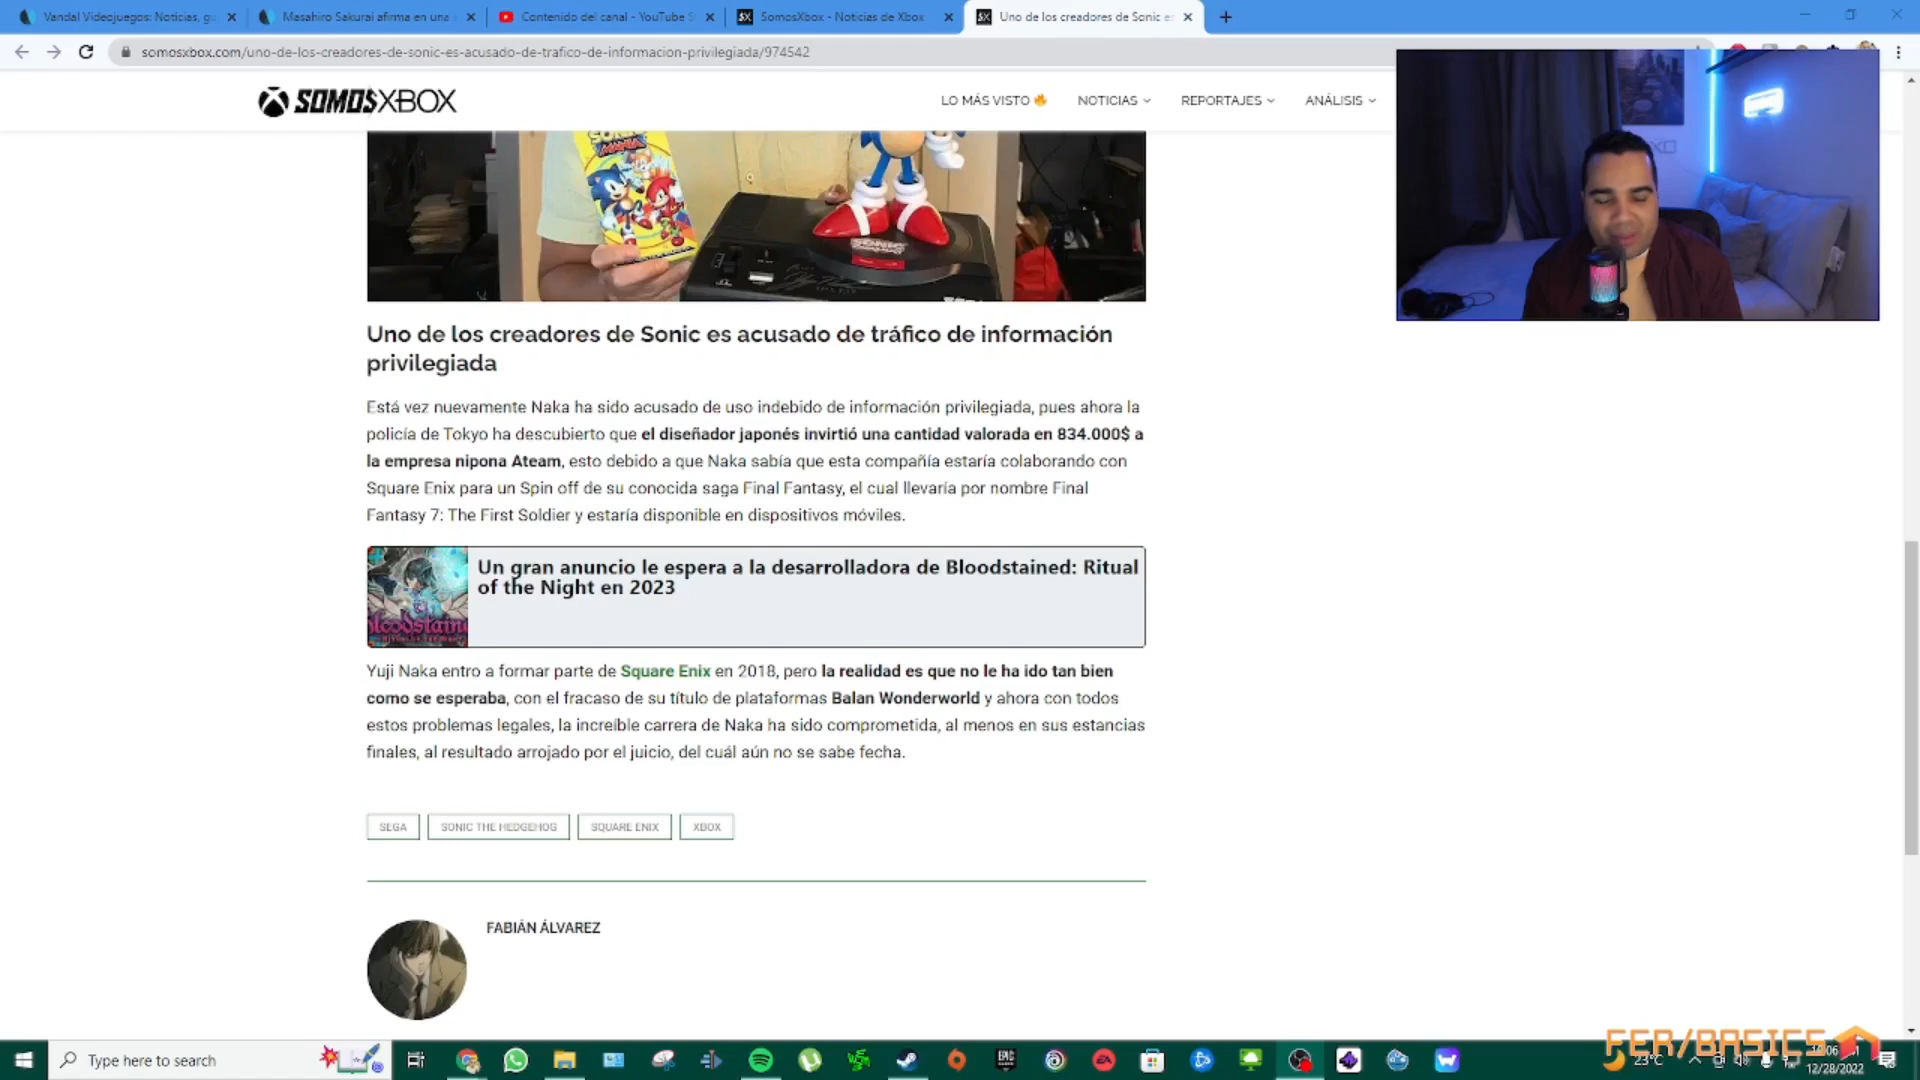 Vandal Videojuegos: Noticias, gu
Masahiro Sakurai afirma en una
Contenido del canal - YouTube S
SomosXbox - Noticias de Xbox
Uno de los creadores de Sonic es
somosxbox.com/uno-de-los-creadores-de-sonic-es-acusado-de-trafico-de-informacion-privilegiada/974542
SOMOSXBOX
LO MÁS VISTO
NOTICIAS
REPORTAJES
ANÁLISIS
SONIC
MANIA
SONIC
Uno de los creadores de Sonic es acusado de tráfico de información
privilegiada
Está vez nuevamente Naka ha sido acusado de uso indebido de información privilegiada, pues ahora la
policía de Tokyo ha descubierto que el diseñador japonés invirtió una cantidad valorada en 834.000$ a
la empresa nipona Ateam, esto debido a que Naka sabía que esta compañía estaría colaborando con
Square Enix para un Spin off de su conocida saga Final Fantasy, el cual llevaría por nombre Final
Fantasy 7: The First Soldier y estaría disponible en dispositivos móviles.
Un gran anuncio le espera a la desarrolladora de Bloodstained: Ritual
of the Night en 2023
Yuji Naka entro a formar parte de Square Enix en 2018, pero la realidad es que no le ha ido tan bien
como se esperaba, con el fracaso de su título de plataformas Balan Wonderworld y ahora con todos
estos problemas legales, la increíble carrera de Naka ha sido comprometida, al menos en sus estancias
finales, al resultado arrojado por el juicio, del cuál aún no se sabe fecha.
SEGA
SONIC THE HEDGEHOG
SQUARE ENIX
XBOX
FABIÁN ÁLVAREZ
FER/BASICS
Type here to search
23°C
12/28/2022